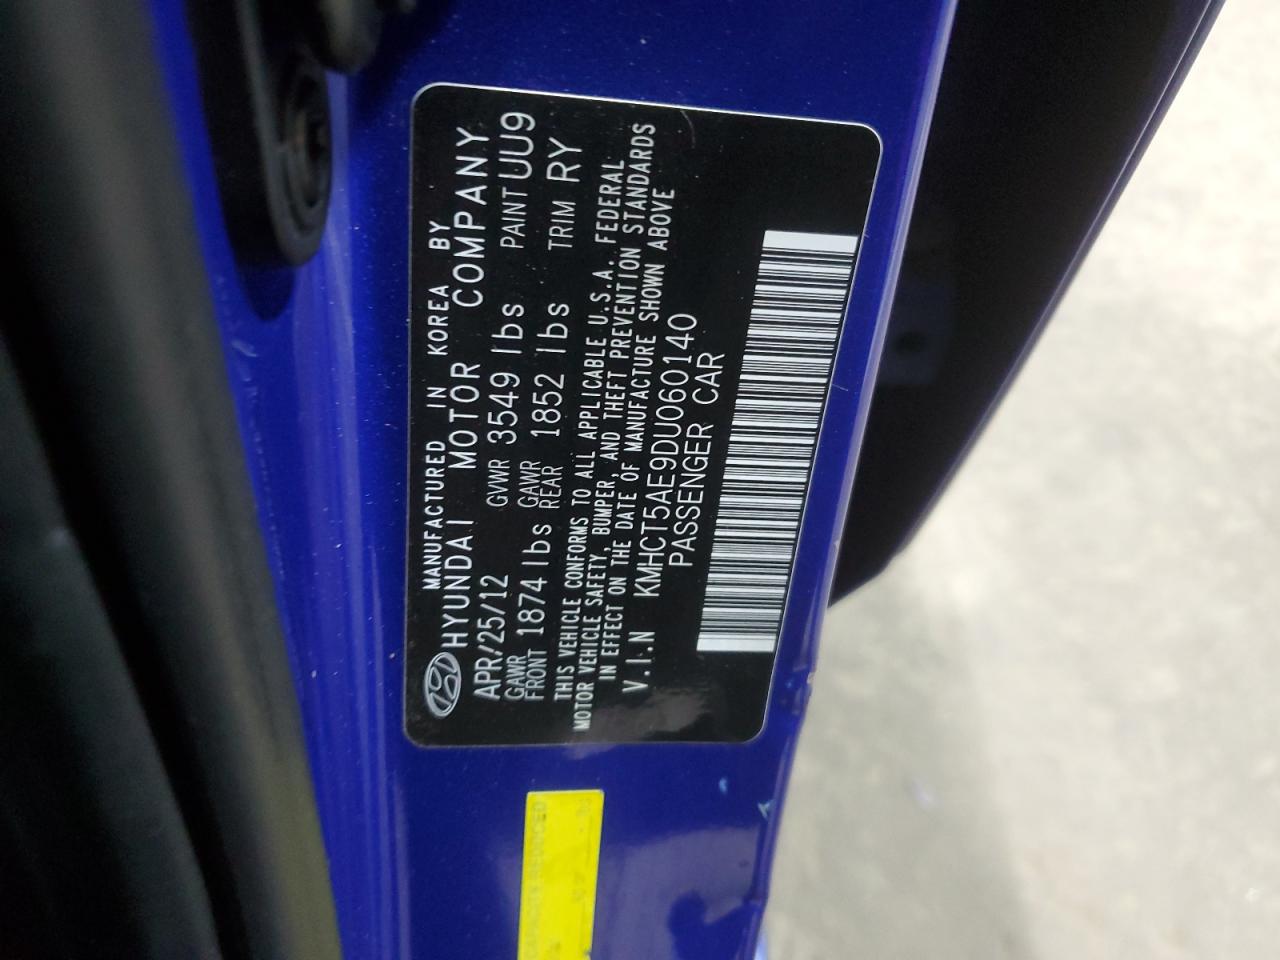 MANUFACTURED IN KOREA BY
HYUNDAI MOTOR COMPANY
APR/25/12 GVWR 3549 lbs PAINT UU9
GAWR FRONT 1874 lbs GAWR REAR 1852 lbs TRIM RY
THIS VEHICLE CONFORMS TO ALL APPLICABLE U.S.A. FEDERAL
MOTOR VEHICLE SAFETY, BUMPER, AND THEFT PREVENTION STANDARDS
IN EFFECT ON THE DATE OF MANUFACTURE SHOWN ABOVE
V.I.N KMHCT5AE9DU060140
PASSENGER CAR
REDUCED